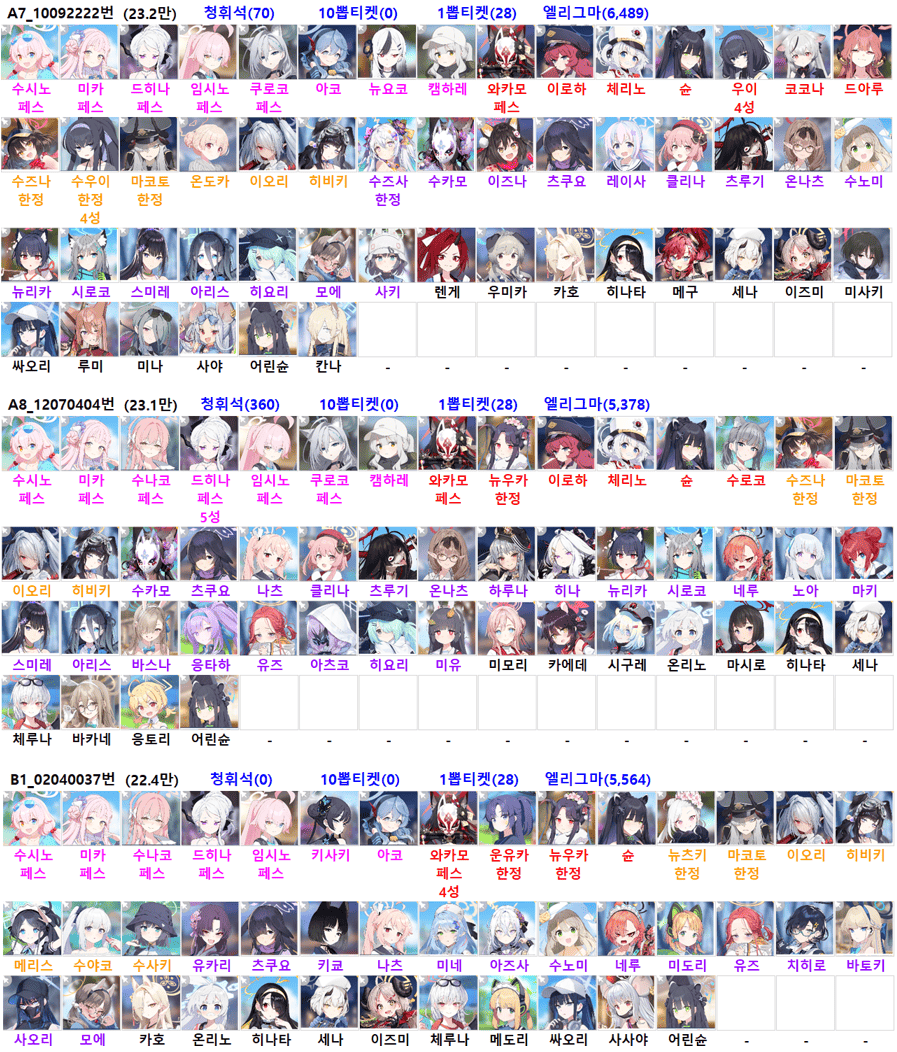 A7_10092222번 (23.2만) 청휘석(70) 10뽑티켓(0) 1뽑티켓(28) 엘리그마(6,489)
수시노 미카 드히나 임시노 쿠로코 아코 뉴요코 캠하레 와카모 이로하 체리노 슌 우이 코코나 드아루
페스 페스 페스 페스 페스 페스 4성
수즈나 수우이 마코토 온도카 이오리 히비키 수즈사 수카모 이즈나 츠쿠요 레이사 클리나 츠루기 온나츠 수노미
한정 한정 한정 한정
4성
뉴리카 시로코 스미레 아리스 히요리 모에 사키 렌게 우미카 카호 히나타 메구 세나 이즈미 미사키
싸오리 루미 미나 사야 어린슌 칸나 - - - - - - - - -
A8_12070404번 (23.1만) 청휘석(360) 10뽑티켓(0) 1뽑티켓(28) 엘리그마(5,378)
수시노 미카 수나코 드히나 임시노 쿠로코 캠하레 와카모 뉴우카 이로하 체리노 슌 수로코 수즈나 마코토
페스 페스 페스 페스 페스 페스 페스 한정 한정 한정
5성
이오리 히비키 수카모 츠쿠요 나츠 클리나 츠루기 온나츠 하루나 히나 뉴리카 시로코 네루 노아 마키
스미레 아리스 바스나 응타하 유즈 아츠코 히요리 미유 미모리 카에데 시구레 온리노 마시로 히나타 세나
체루나 바카네 응토리 어린슌 - - - - - - - - - - -
B1_02040037번 (22.4만) 청휘석(0) 10뽑티켓(0) 1뽑티켓(28) 엘리그마(5,564)
수시노 미카 수나코 드히나 임시노 키사키 아코 와카모 운유카 뉴우카 슌 뉴츠키 마코토 이오리 히비키
페스 페스 페스 페스 페스 페스 한정 한정 한정 한정
4성
메리스 수야코 수사키 유카리 츠쿠요 키쿄 나츠 미네 아즈사 수노미 네루 미도리 유즈 치히로 바토키
사오리 모에 카호 온리노 히나타 세나 이즈미 체루나 메도리 싸오리 사사야 어린슌 - - -